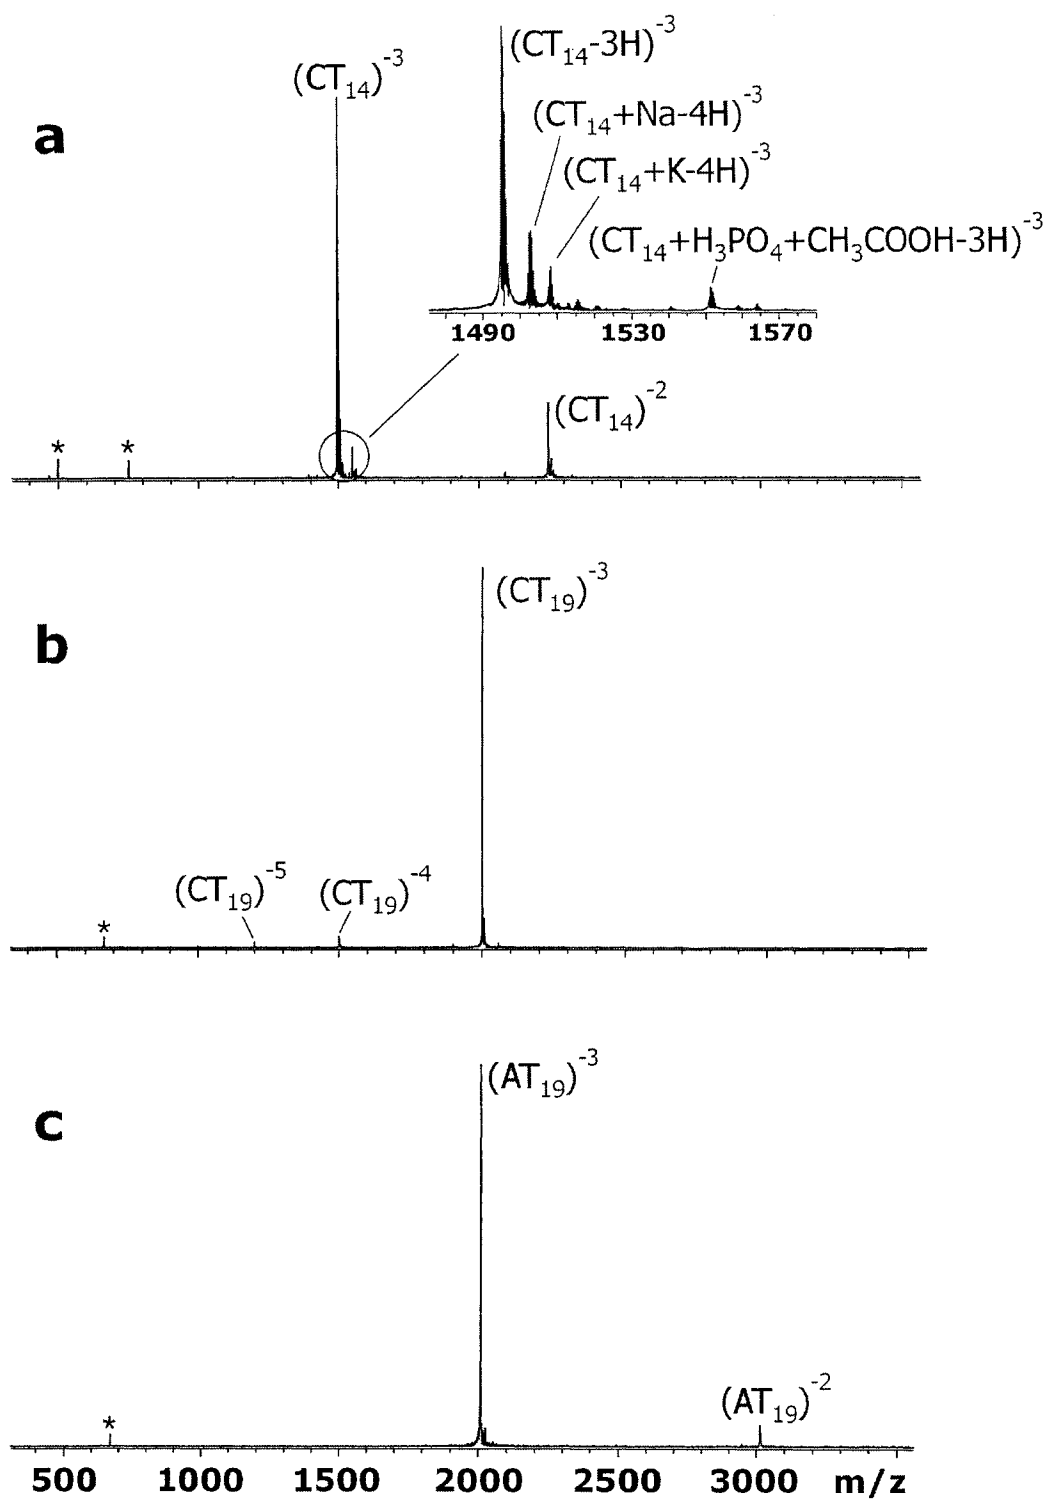 (CT₁₄-3H)⁻³
(CT₁₄)⁻³
(CT₁₄+Na-4H)⁻³
a
(CT₁₄+K-4H)⁻³
(CT₁₄+H₃PO₄+CH₃COOH-3H)⁻³
1490 1530 1570
(CT₁₄)⁻²
* *
(CT₁₉)⁻³
b
(CT₁₉)⁻⁵ (CT₁₉)⁻⁴
*
(AT₁₉)⁻³
c
(AT₁₉)⁻²
*
500 1000 1500 2000 2500 3000 m/z